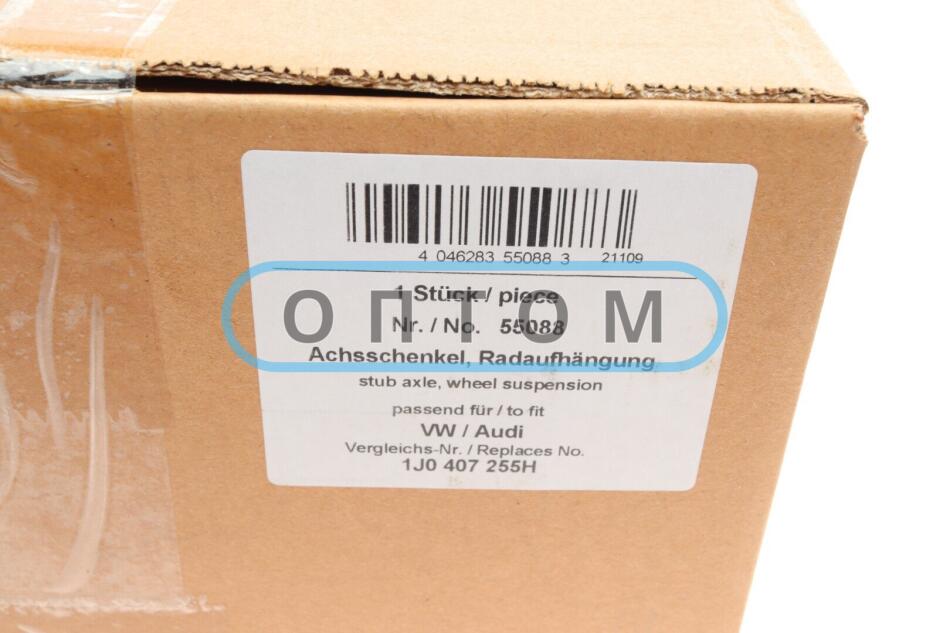 4 046283 55088 3 21109
1 Stück / piece
ОПТОМ
Nr. / No. 55088
Achsschenkel, Radaufhängung
stub axle, wheel suspension
passend für / to fit
VW / Audi
Vergleichs-Nr. / Replaces No.
1J0 407 255H